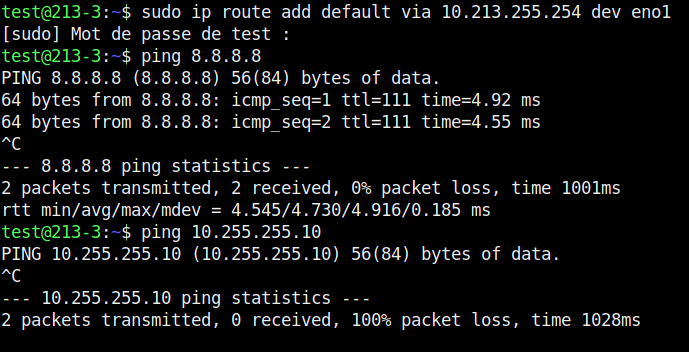 test@213-3:~$ sudo ip route add default via 10.213.255.254 dev eno1
[sudo] Mot de passe de test :
test@213-3:~$ ping 8.8.8.8
PING 8.8.8.8 (8.8.8.8) 56(84) bytes of data.
64 bytes from 8.8.8.8: icmp_seq=1 ttl=111 time=4.92 ms
64 bytes from 8.8.8.8: icmp_seq=2 ttl=111 time=4.55 ms
^C
--- 8.8.8.8 ping statistics ---
2 packets transmitted, 2 received, 0% packet loss, time 1001ms
rtt min/avg/max/mdev = 4.545/4.730/4.916/0.185 ms
test@213-3:~$ ping 10.255.255.10
PING 10.255.255.10 (10.255.255.10) 56(84) bytes of data.
^C
--- 10.255.255.10 ping statistics ---
2 packets transmitted, 0 received, 100% packet loss, time 1028ms